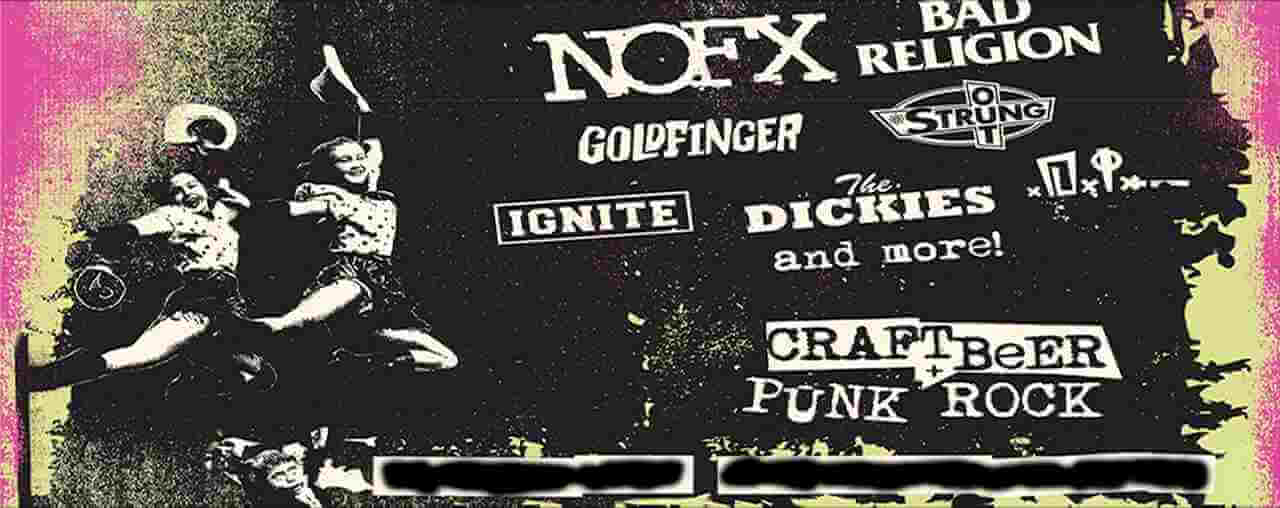 NOFX
BAD
RELIGION
GOLDFINGER
STRUNG
OUT
IGNITE
The
DICKIES
and more!
CRAFT BeER
+
PUNK ROCK